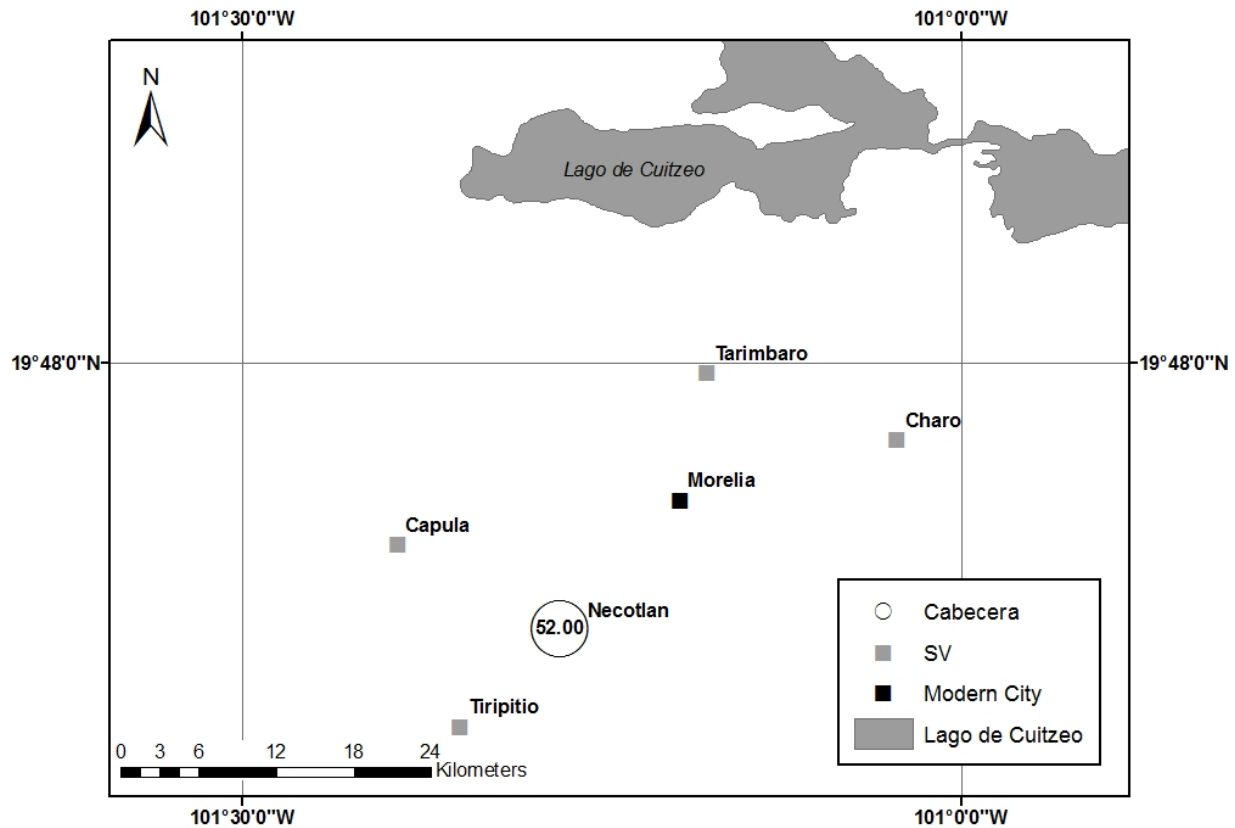 101°30'0"W
101°0'0"W
N
Lago de Cuitzeo
19°48'0"N
19°48'0"N
Tarimbaro
Charo
Morelia
Capula
Necotlan
52.00
Tiripitio
Cabecera
SV
Modern City
Lago de Cuitzeo
0 3 6 12 18 24
Kilometers
101°30'0"W
101°0'0"W